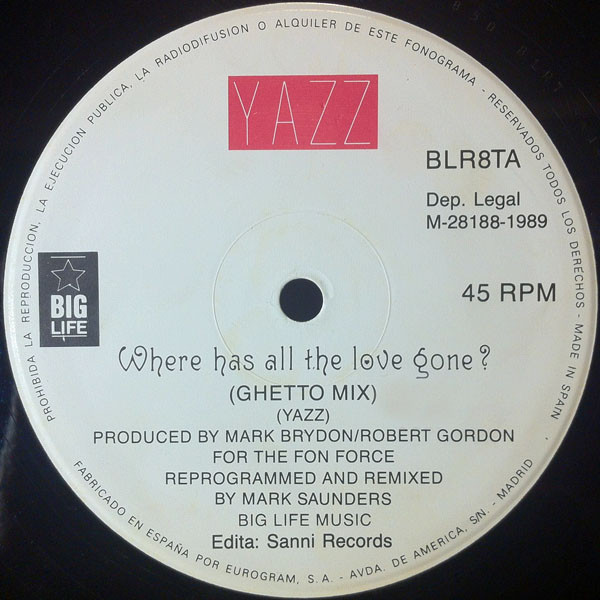 YAZZ
BLR8TA
Dep. Legal
M-28188-1989
BIG
LIFE
45 RPM
Where has all the love gone?
(GHETTO MIX)
(YAZZ)
PRODUCED BY MARK BRYDON/ROBERT GORDON
FOR THE FON FORCE
REPROGRAMMED AND REMIXED
BY MARK SAUNDERS
BIG LIFE MUSIC
Edita: Sanni Records
PROHIBIDA LA REPRODUCCION, LA EJECUCION PUBLICA, LA RADIODIFUSION O ALQUILER DE ESTE FONOGRAMA - RESERVADOS TODOS LOS DERECHOS - MADE IN SPAIN
FABRICADO EN ESPAÑA POR EUROGRAM, S.A. - AVDA. DE AMERICA, S/N. - MADRID